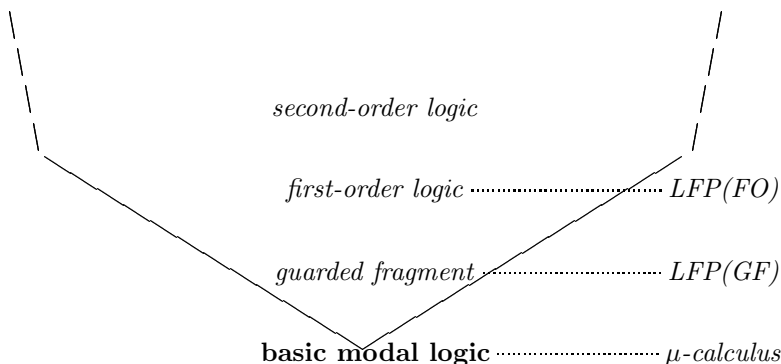 second-order logic
first-order logic LFP(FO)
guarded fragment LFP(GF)
basic modal logic μ-calculus